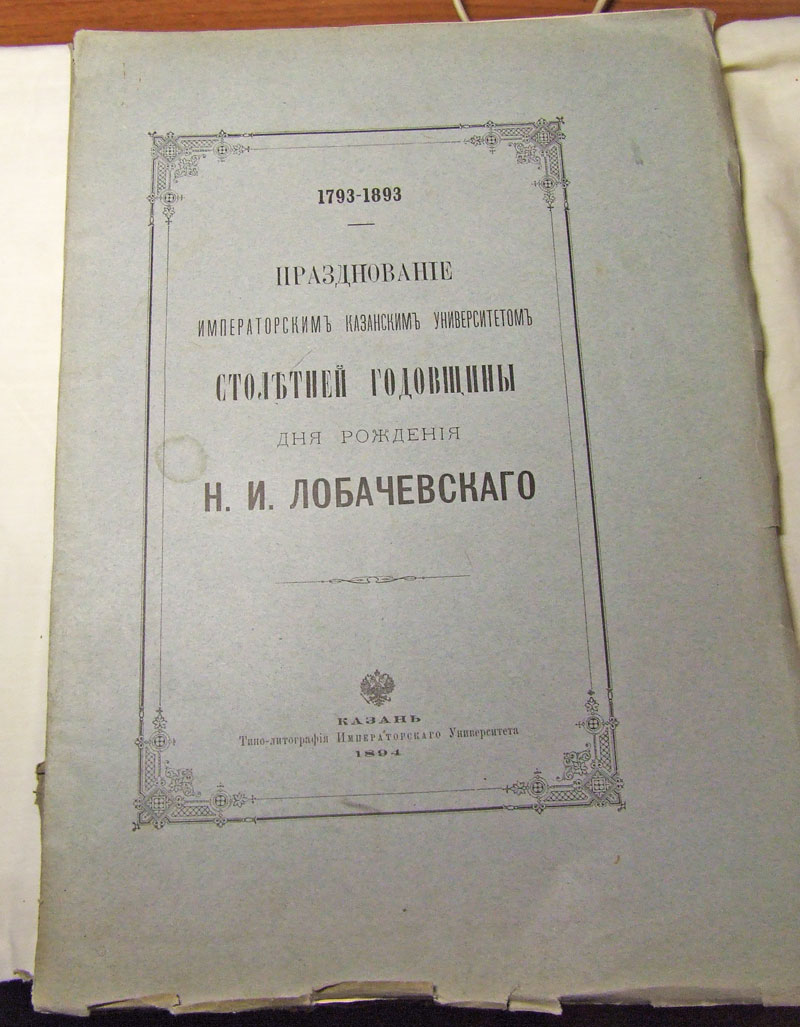 1793-1893
ПРАЗДНОВАНІЕ
ИМПЕРАТОРСКИМЪ КАЗАНСКИМЪ УНИВЕРСИТЕТОМЪ
СТОЛѢТНЕЙ ГОДОВЩИНЫ
ДНЯ РОЖДЕНІЯ
Н. И. ЛОБАЧЕВСКАГО
КАЗАНЬ
Типо-литографія Императорскаго Университета
1894